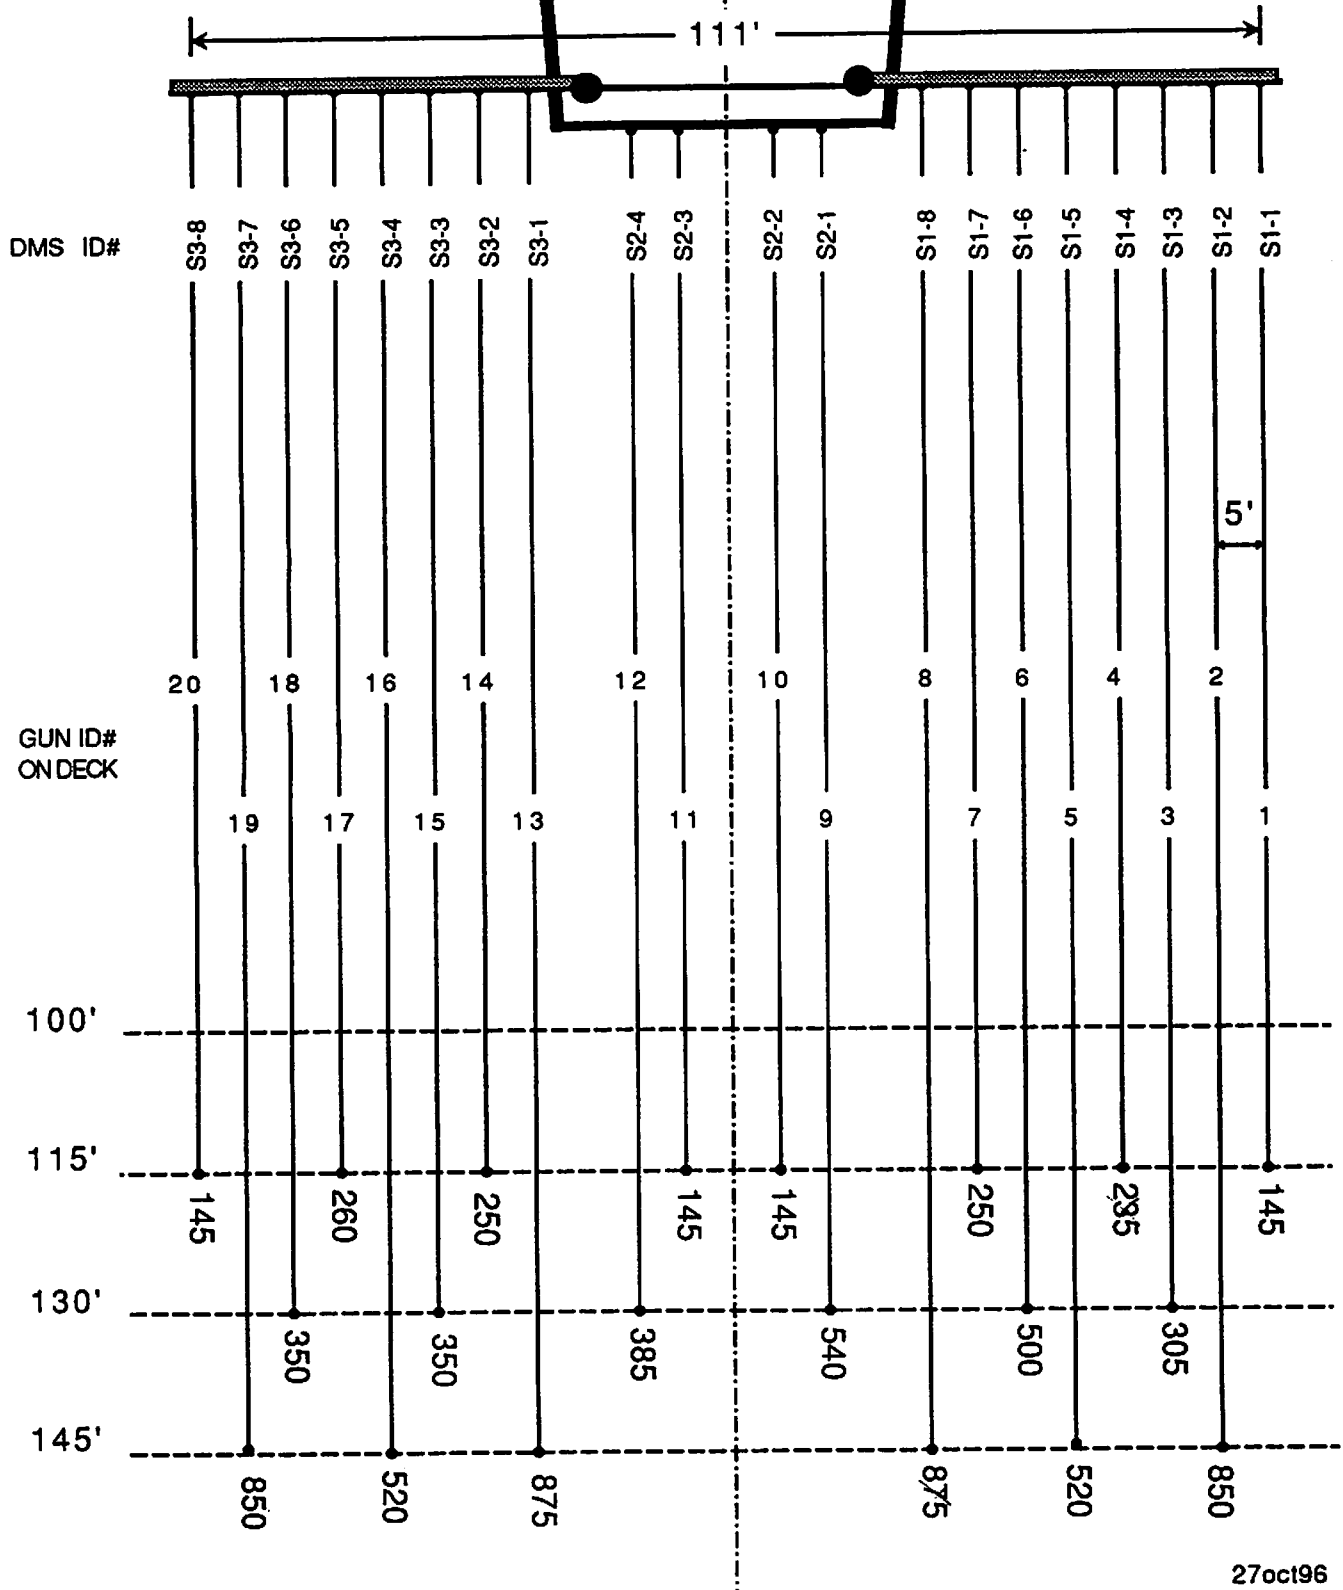 111'
DMS ID# S3-8 S3-7 S3-6 S3-5 S3-4 S3-3 S3-2 S3-1 S2-4 S2-3 S2-2 S2-1 S1-8 S1-7 S1-6 S1-5 S1-4 S1-3 S1-2 S1-1
5'
20 18 16 14 12 10 8 6 4 2
GUN ID#
ON DECK
19 17 15 13 11 9 7 5 3 1
100'
115'
145 260 250 145 145 250 145
130'
350 350 385 540 500 305
145'
850 520 875 875 520 850
27oct96